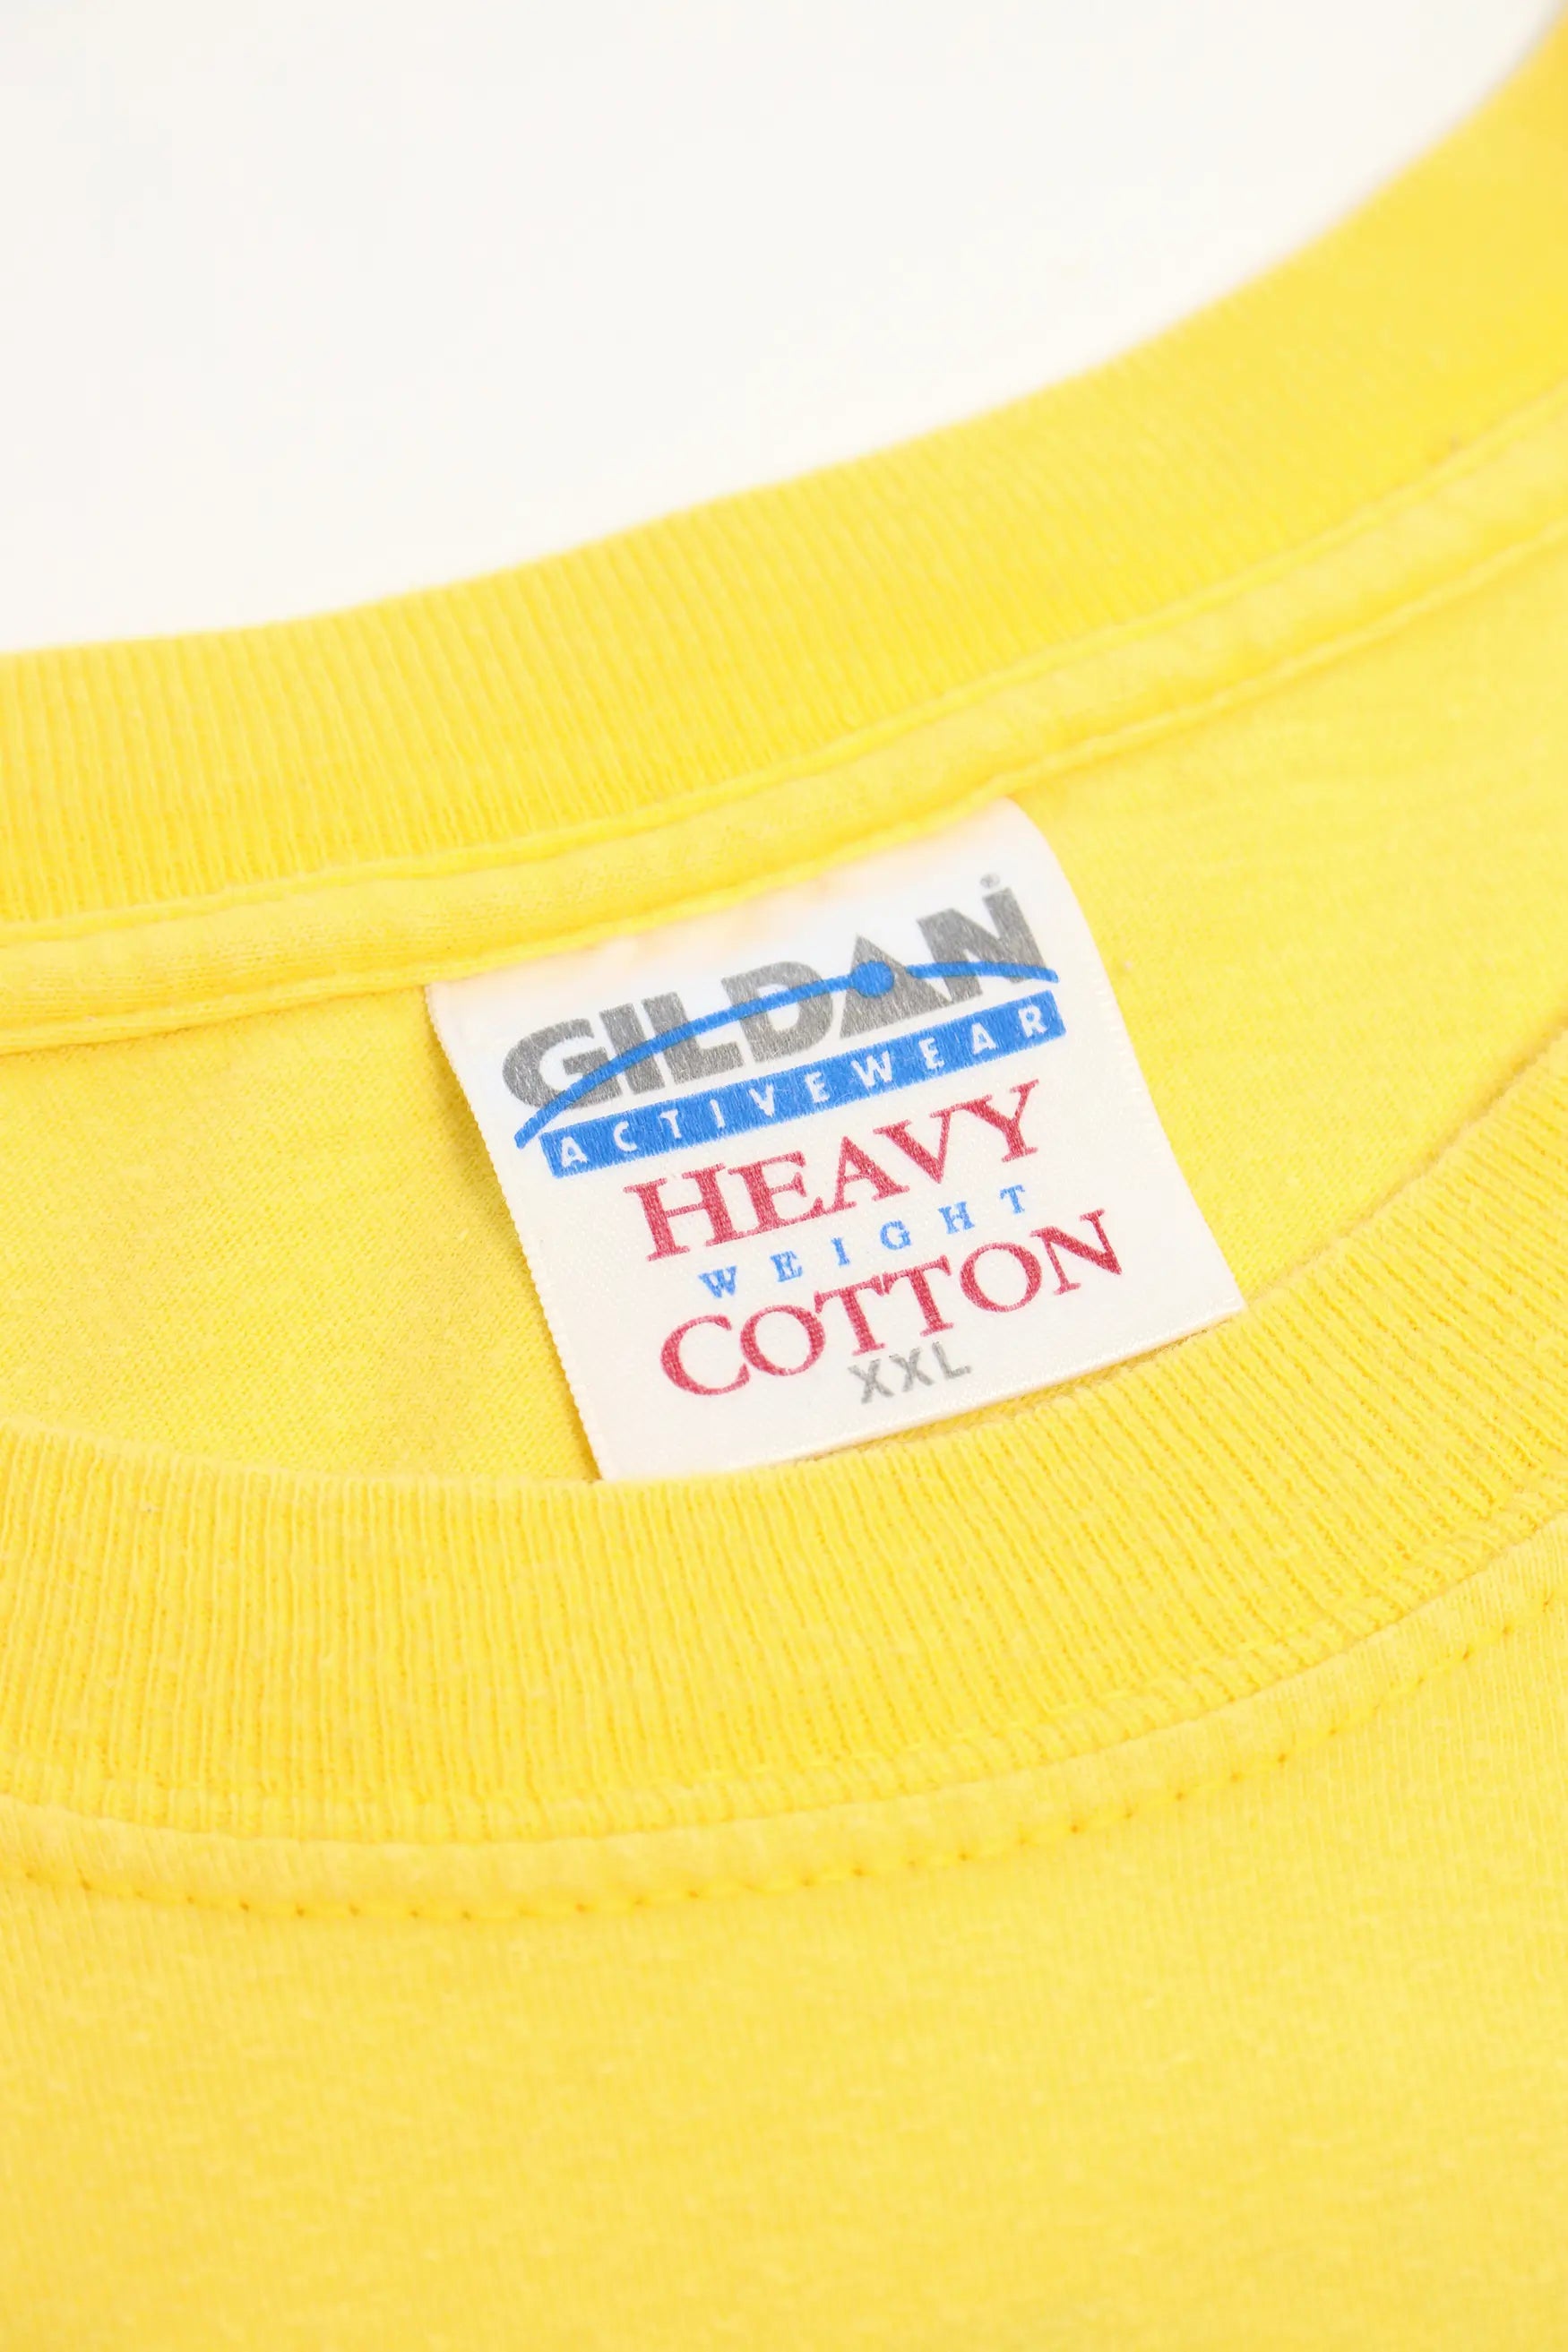 GILDAN®
ACTIVEWEAR
HEAVY
WEIGHT
COTTON
XXL